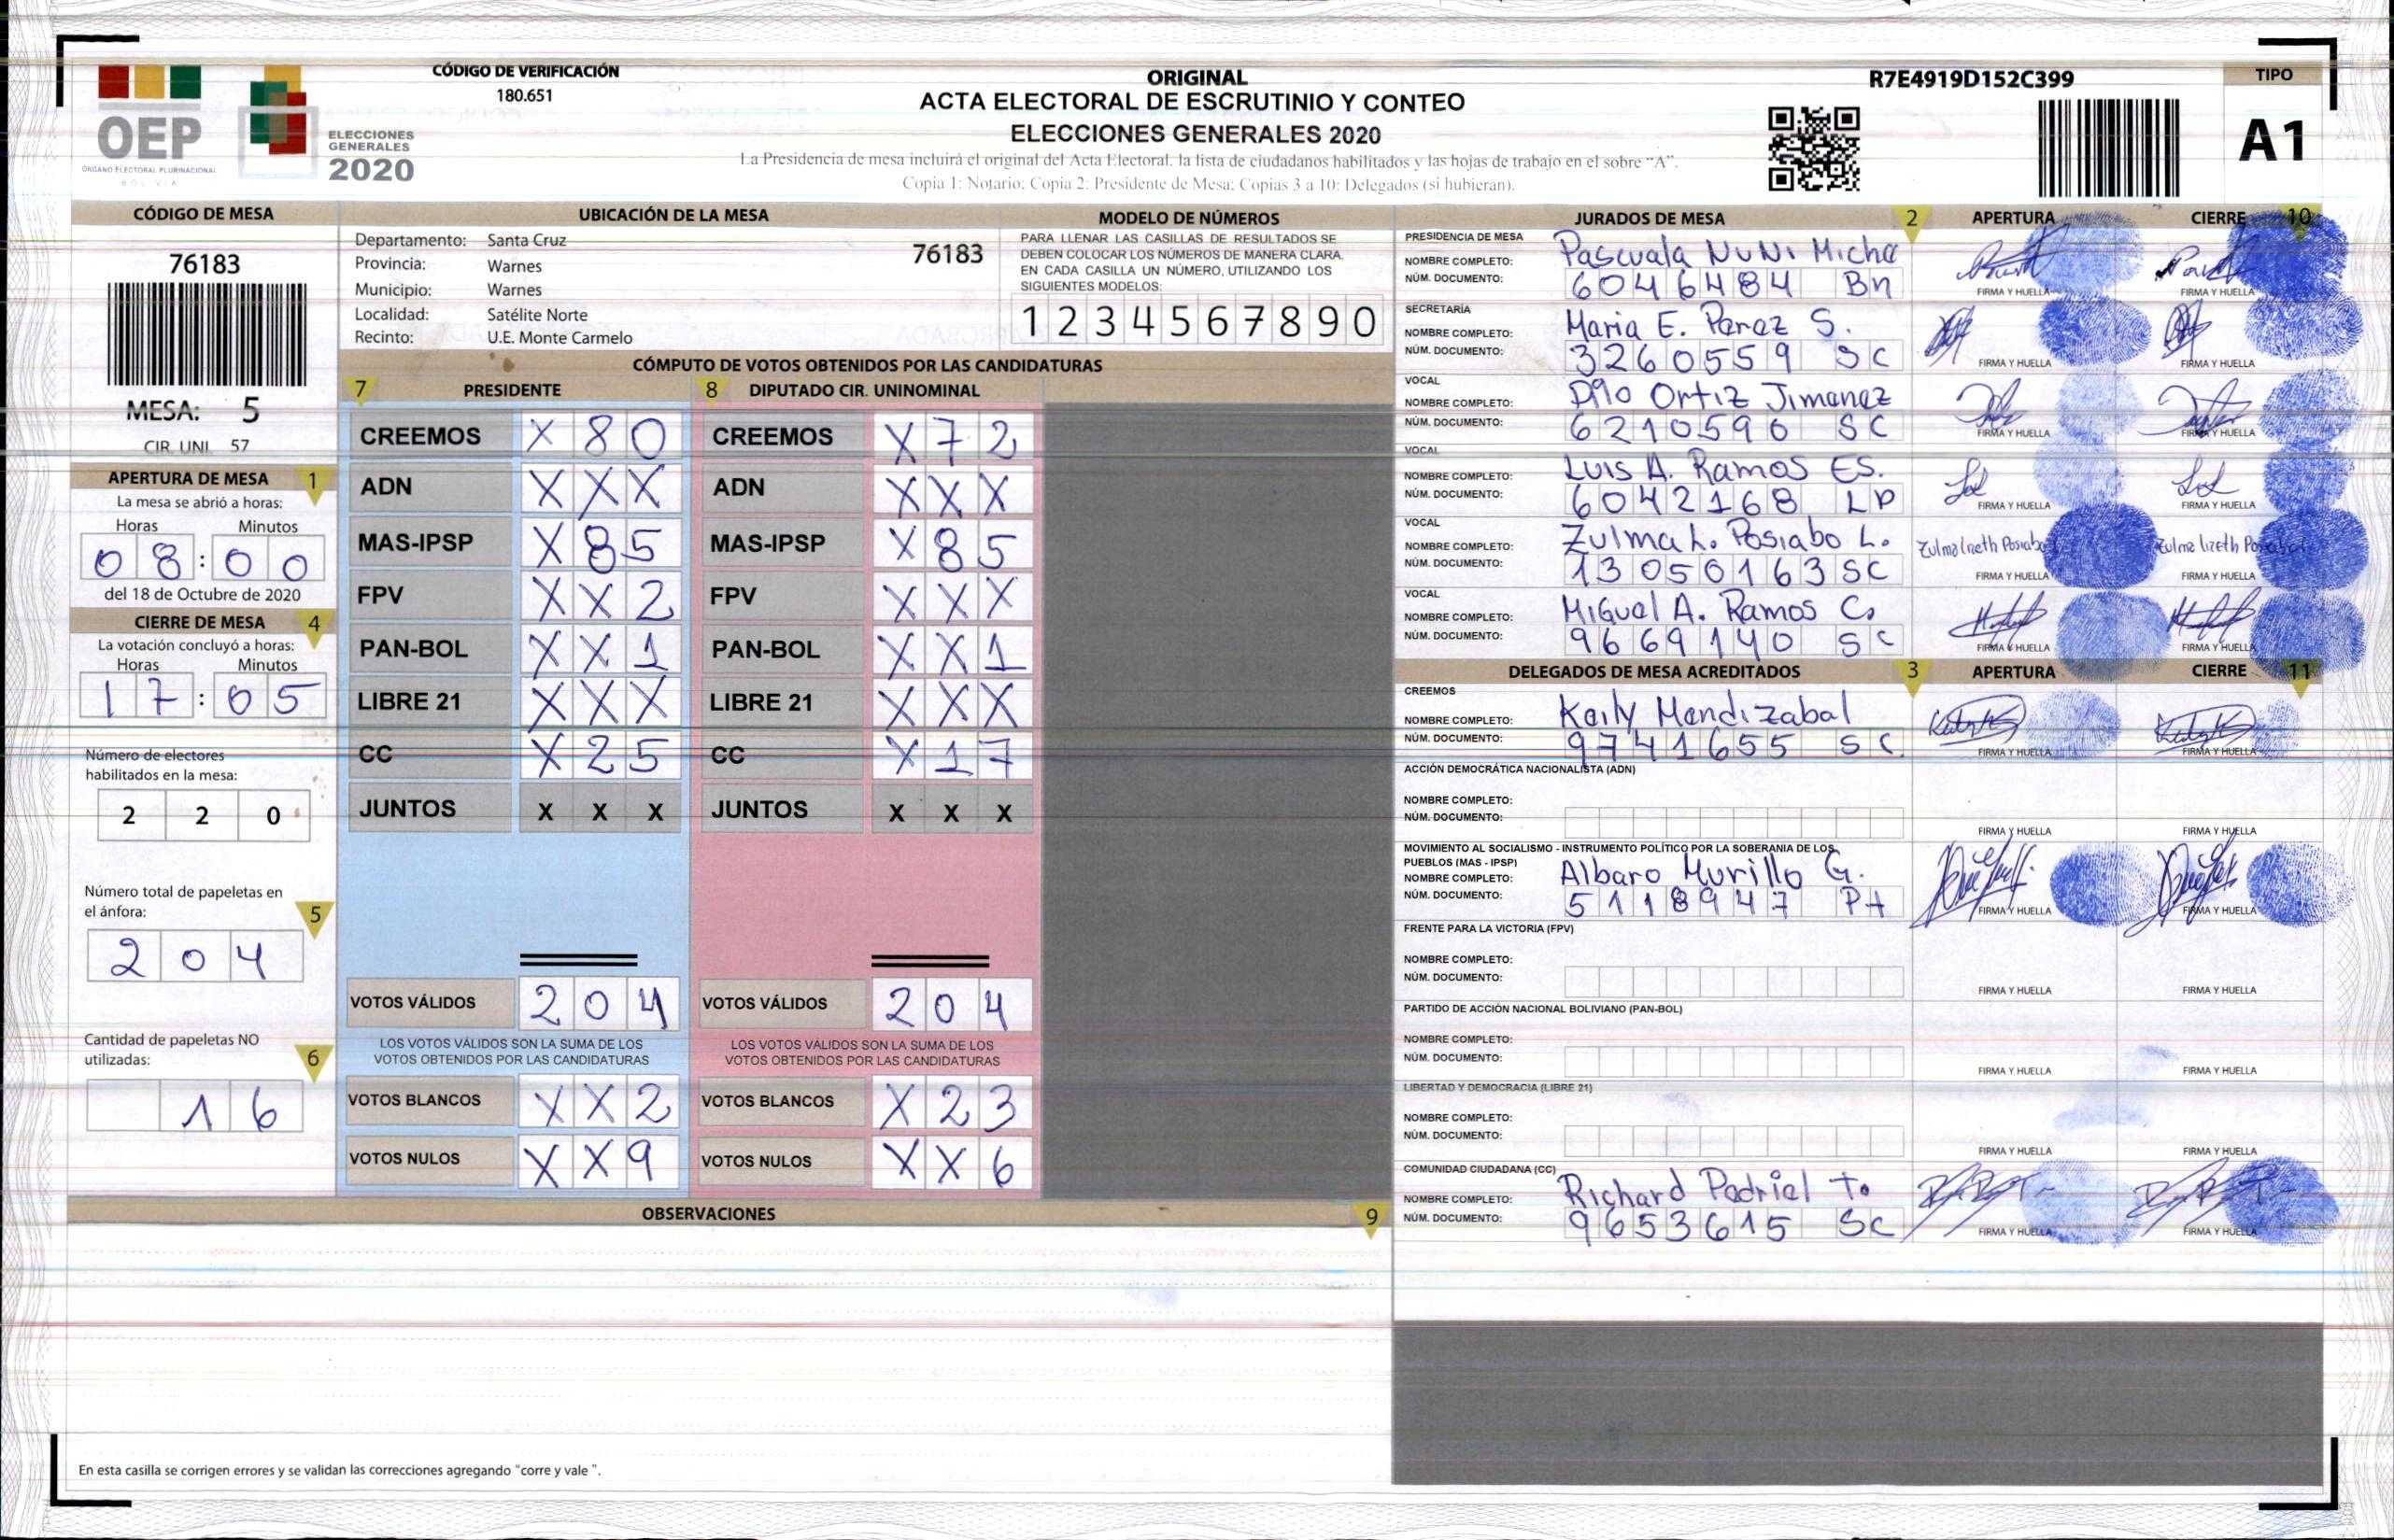 CÓDIGO DE VERIFICACIÓN
180.651
OEP
ÓRGANO ELECTORAL PLURINACIONAL
BOLIVIA
ELECCIONES
GENERALES
2020
ORIGINAL
ACTA ELECTORAL DE ESCRUTINIO Y CONTEO
ELECCIONES GENERALES 2020
La Presidencia de mesa incluirá el original del Acta Electoral, la lista de ciudadanos habilitados y las hojas de trabajo en el sobre "A".
Copia 1: Notario; Copia 2: Presidente de Mesa; Copias 3 a 10: Delegados (si hubieran).
R7E4919D152C399
TIPO
A1
CÓDIGO DE MESA
76183
MESA: 5
CIR. UNI. 57
UBICACIÓN DE LA MESA
Departamento: Santa Cruz
76183
Provincia: Warnes
Municipio: Warnes
Localidad: Satélite Norte
Recinto: U.E. Monte Carmelo
MODELO DE NÚMEROS
PARA LLENAR LAS CASILLAS DE RESULTADOS SE
DEBEN COLOCAR LOS NÚMEROS DE MANERA CLARA.
EN CADA CASILLA UN NÚMERO, UTILIZANDO LOS
SIGUIENTES MODELOS:
1 2 3 4 5 6 7 8 9 0
APERTURA DE MESA 1
La mesa se abrió a horas:
Horas Minutos
0 8 : 0 0
del 18 de Octubre de 2020
CIERRE DE MESA 4
La votación concluyó a horas:
Horas Minutos
1 7 : 0 5
Número de electores
habilitados en la mesa:
2 2 0
Número total de papeletas en
el ánfora: 5
2 0 4
Cantidad de papeletas NO
utilizadas: 6
1 6
CÓMPUTO DE VOTOS OBTENIDOS POR LAS CANDIDATURAS
7 PRESIDENTE 8 DIPUTADO CIR. UNINOMINAL
CREEMOS X 8 0 CREEMOS X 7 2
ADN X X X ADN X X X
MAS-IPSP X 8 5 MAS-IPSP X 8 5
FPV X X 2 FPV X X X
PAN-BOL X X 1 PAN-BOL X X 1
LIBRE 21 X X X LIBRE 21 X X X
CC X 2 5 CC X 1 7
JUNTOS X X X JUNTOS X X X
VOTOS VÁLIDOS 2 0 4 VOTOS VÁLIDOS 2 0 4
LOS VOTOS VÁLIDOS SON LA SUMA DE LOS LOS VOTOS VÁLIDOS SON LA SUMA DE LOS
VOTOS OBTENIDOS POR LAS CANDIDATURAS VOTOS OBTENIDOS POR LAS CANDIDATURAS
VOTOS BLANCOS X X 2 VOTOS BLANCOS X 2 3
VOTOS NULOS X X 9 VOTOS NULOS X X 6
OBSERVACIONES 9
En esta casilla se corrigen errores y se validan las correcciones agregando "corre y vale ".
JURADOS DE MESA 2 APERTURA CIERRE 10
PRESIDENCIA DE MESA
NOMBRE COMPLETO: Pascuala NUNI Micha
NÚM. DOCUMENTO: 6046484 Bn
FIRMA Y HUELLA FIRMA Y HUELLA
SECRETARÍA
NOMBRE COMPLETO: Maria E. Peraz S.
NÚM. DOCUMENTO: 3260559 SC
FIRMA Y HUELLA FIRMA Y HUELLA
VOCAL
NOMBRE COMPLETO: Ortiz Jimenez
NÚM. DOCUMENTO: 6210590 SC
FIRMA Y HUELLA FIRMA Y HUELLA
VOCAL
NOMBRE COMPLETO: LUIS A. Ramos ES.
NÚM. DOCUMENTO: 6042168 LP
FIRMA Y HUELLA FIRMA Y HUELLA
VOCAL
NOMBRE COMPLETO: Zulma L. Posiabo L.
NÚM. DOCUMENTO: 13050163 SC
FIRMA Y HUELLA FIRMA Y HUELLA
VOCAL
NOMBRE COMPLETO: MIGUEL A. Ramos C.
NÚM. DOCUMENTO: 9669140 SC
FIRMA Y HUELLA FIRMA Y HUELLA
DELEGADOS DE MESA ACREDITADOS 3 APERTURA CIERRE 11
CREEMOS
NOMBRE COMPLETO: Keily Mendizabal
NÚM. DOCUMENTO: 9741655 SC
FIRMA Y HUELLA FIRMA Y HUELLA
ACCIÓN DEMOCRÁTICA NACIONALISTA (ADN)
NOMBRE COMPLETO:
NÚM. DOCUMENTO:
FIRMA Y HUELLA FIRMA Y HUELLA
MOVIMIENTO AL SOCIALISMO - INSTRUMENTO POLÍTICO POR LA SOBERANIA DE LOS
PUEBLOS (MAS - IPSP)
NOMBRE COMPLETO: Albaro Murillo G.
NÚM. DOCUMENTO: 5118947 PT
FIRMA Y HUELLA FIRMA Y HUELLA
FRENTE PARA LA VICTORIA (FPV)
NOMBRE COMPLETO:
NÚM. DOCUMENTO:
FIRMA Y HUELLA FIRMA Y HUELLA
PARTIDO DE ACCIÓN NACIONAL BOLIVIANO (PAN-BOL)
NOMBRE COMPLETO:
NÚM. DOCUMENTO:
FIRMA Y HUELLA FIRMA Y HUELLA
LIBERTAD Y DEMOCRACIA (LIBRE 21)
NOMBRE COMPLETO:
NÚM. DOCUMENTO:
FIRMA Y HUELLA FIRMA Y HUELLA
COMUNIDAD CIUDADANA (CC)
NOMBRE COMPLETO: Richard Pedriel T.
NÚM. DOCUMENTO: 9653615 SC
FIRMA Y HUELLA FIRMA Y HUELLA